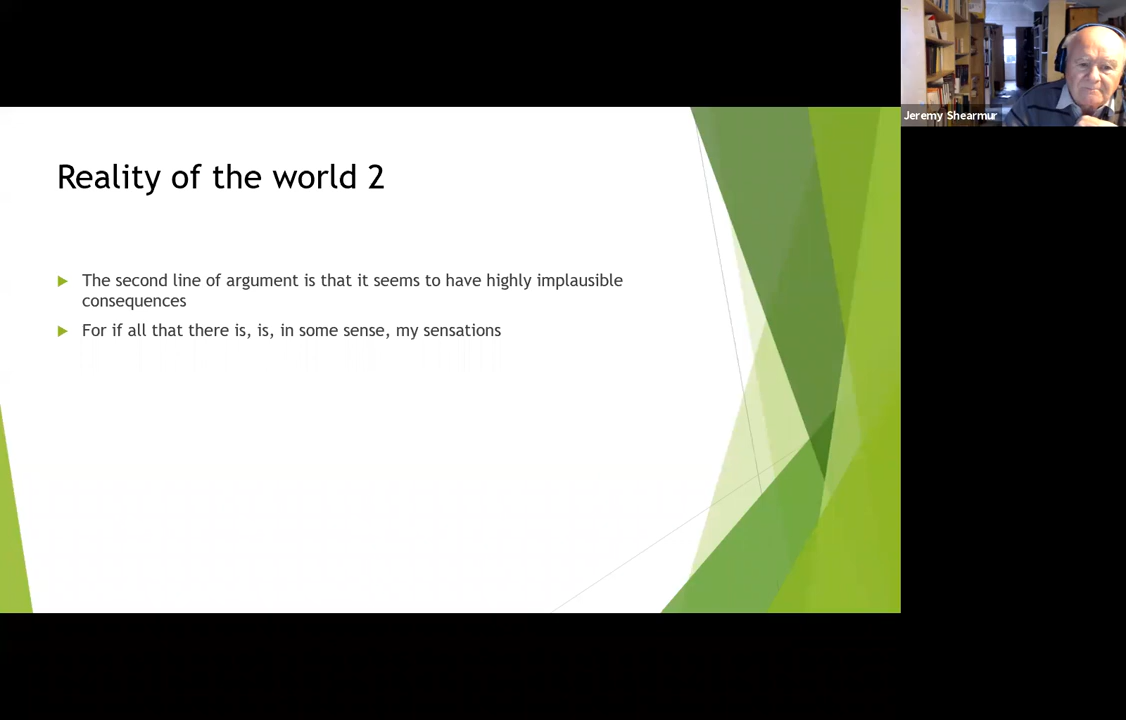 Jeremy Shearmur
Reality of the world 2
The second line of argument is that it seems to have highly implausible
consequences
For if all that there is, is, in some sense, my sensations